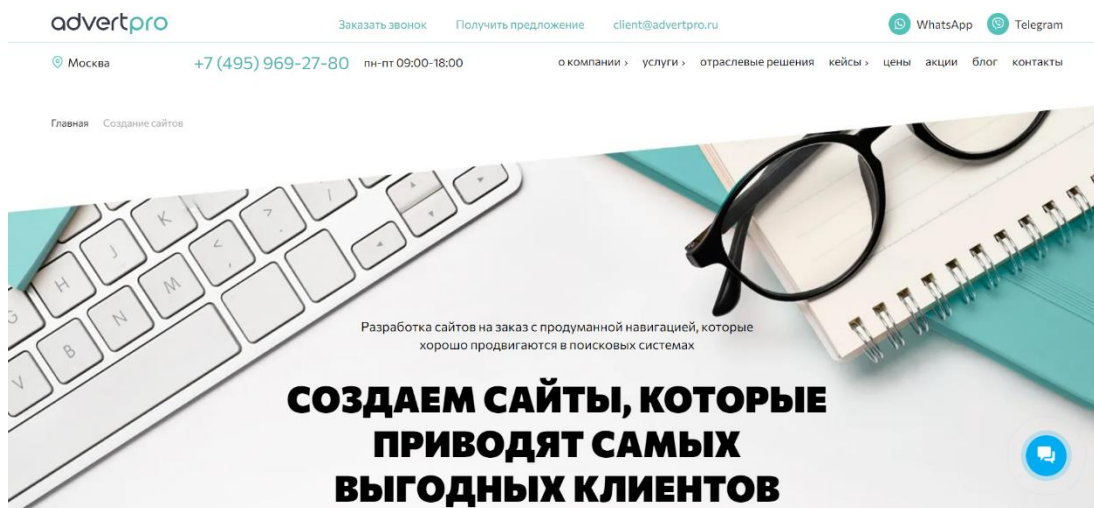 advertpro
Заказать звонок Получить предложение client@advertpro.ru WhatsApp Telegram
Москва +7 (495) 969-27-80 пн-пт 09:00-18:00 о компании › услуги › отраслевые решения кейсы › цены акции блог контакты
Главная Создание сайтов
K
J
H
G
M
N
B
V
Разработка сайтов на заказ с продуманной навигацией, которые
хорошо продвигаются в поисковых системах
СОЗДАЕМ САЙТЫ, КОТОРЫЕ
ПРИВОДЯТ САМЫХ
ВЫГОДНЫХ КЛИЕНТОВ